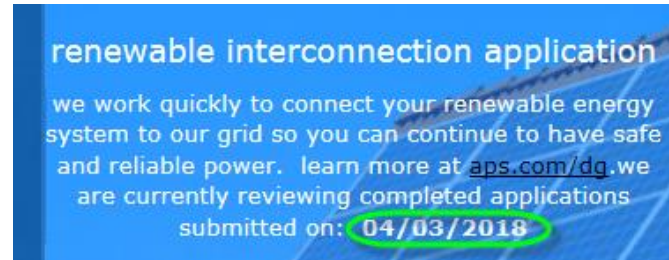 renewable interconnection application
we work quickly to connect your renewable energy
system to our grid so you can continue to have safe
and reliable power.  learn more at aps.com/dg.we
are currently reviewing completed applications
submitted on: 04/03/2018